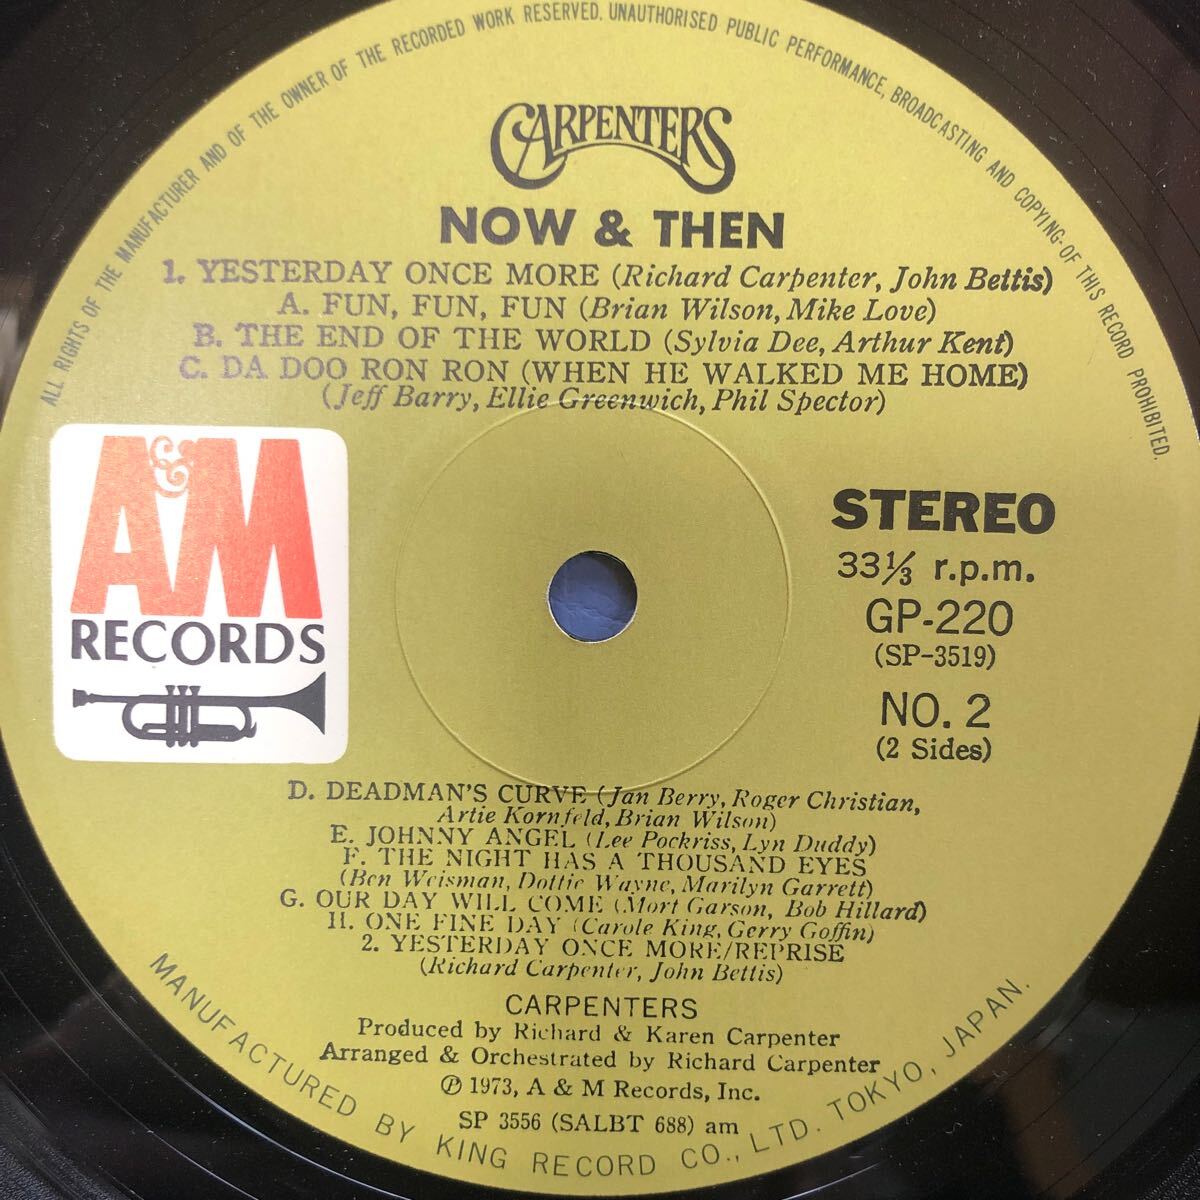 ALL RIGHTS OF THE MANUFACTURER AND OF THE OWNER OF THE RECORDED WORK RESERVED. UNAUTHORISED PUBLIC PERFORMANCE, BROADCASTING AND COPYING OF THIS RECORD PROHIBITED.
CARPENTERS
NOW & THEN
1. YESTERDAY ONCE MORE (Richard Carpenter, John Bettis)
A. FUN, FUN, FUN (Brian Wilson, Mike Love)
B. THE END OF THE WORLD (Sylvia Dee, Arthur Kent)
C. DA DOO RON RON (WHEN HE WALKED ME HOME)
(Jeff Barry, Ellie Greenwich, Phil Spector)
A&M
RECORDS
STEREO
33⅓ r.p.m.
GP-220
(SP-3519)
NO. 2
(2 Sides)
D. DEADMAN'S CURVE (Jan Berry, Roger Christian,
Artie Kornfeld, Brian Wilson)
E. JOHNNY ANGEL (Lee Pockriss, Lyn Duddy)
F. THE NIGHT HAS A THOUSAND EYES
(Ben Weisman, Dottie Wayne, Marilyn Garrett)
G. OUR DAY WILL COME (Mort Garson, Bob Hillard)
H. ONE FINE DAY (Carole King, Gerry Goffin)
2. YESTERDAY ONCE MORE/REPRISE
(Richard Carpenter, John Bettis)
CARPENTERS
Produced by Richard & Karen Carpenter
Arranged & Orchestrated by Richard Carpenter
Ⓟ 1973, A & M Records, Inc.
SP 3556 (SALBT 688) am
MANUFACTURED BY KING RECORD CO., LTD. TOKYO, JAPAN.